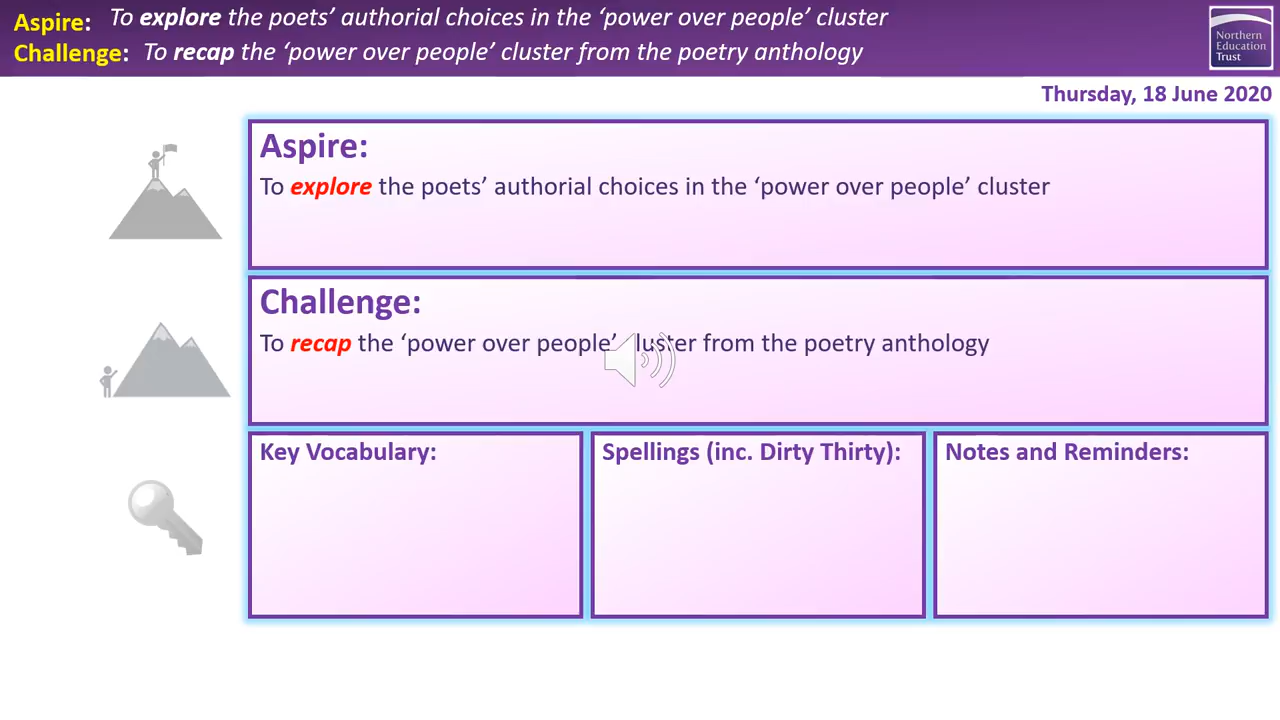 Aspire: To explore the poets’ authorial choices in the ‘power over people’ cluster
Challenge: To recap the ‘power over people’ cluster from the poetry anthology
Northern
Education
Trust
Thursday, 18 June 2020
Aspire:
To explore the poets’ authorial choices in the ‘power over people’ cluster
Challenge:
To recap the ‘power over people’ cluster from the poetry anthology
Key Vocabulary:
Spellings (inc. Dirty Thirty):
Notes and Reminders: